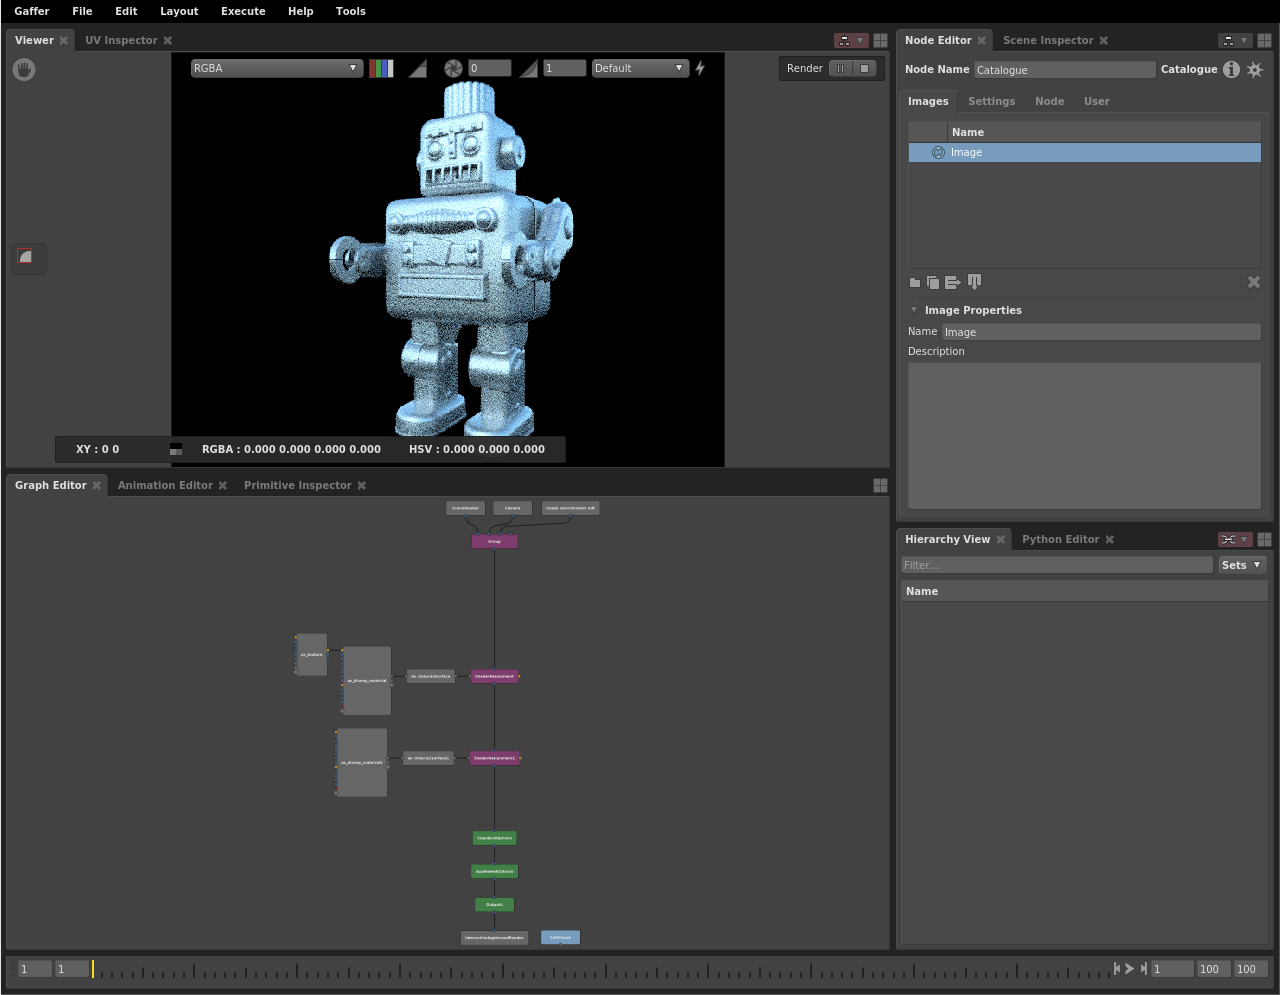 Gaffer File Edit Layout Execute Help Tools
Viewer UV Inspector
RGBA 0 1 Default Render
XY : 0 0 RGBA : 0.000 0.000 0.000 0.000 HSV : 0.000 0.000 0.000
Node Editor Scene Inspector
Node Name Catalogue Catalogue
Images Settings Node User
Name
Image
Image Properties
Name Image
Description
Graph Editor Animation Editor Primitive Inspector
SceneReader Camera
Group
as_texture
as_disney_material as_closure2surface ShaderAssignment
as_disney_material1 as_closure2surface1 ShaderAssignment1
StandardOptions
AppleseedOptions
Outputs
InteractiveAppleseedRender Catalogue
Hierarchy View Python Editor
Filter... Sets
Name
1 1 1 100 100